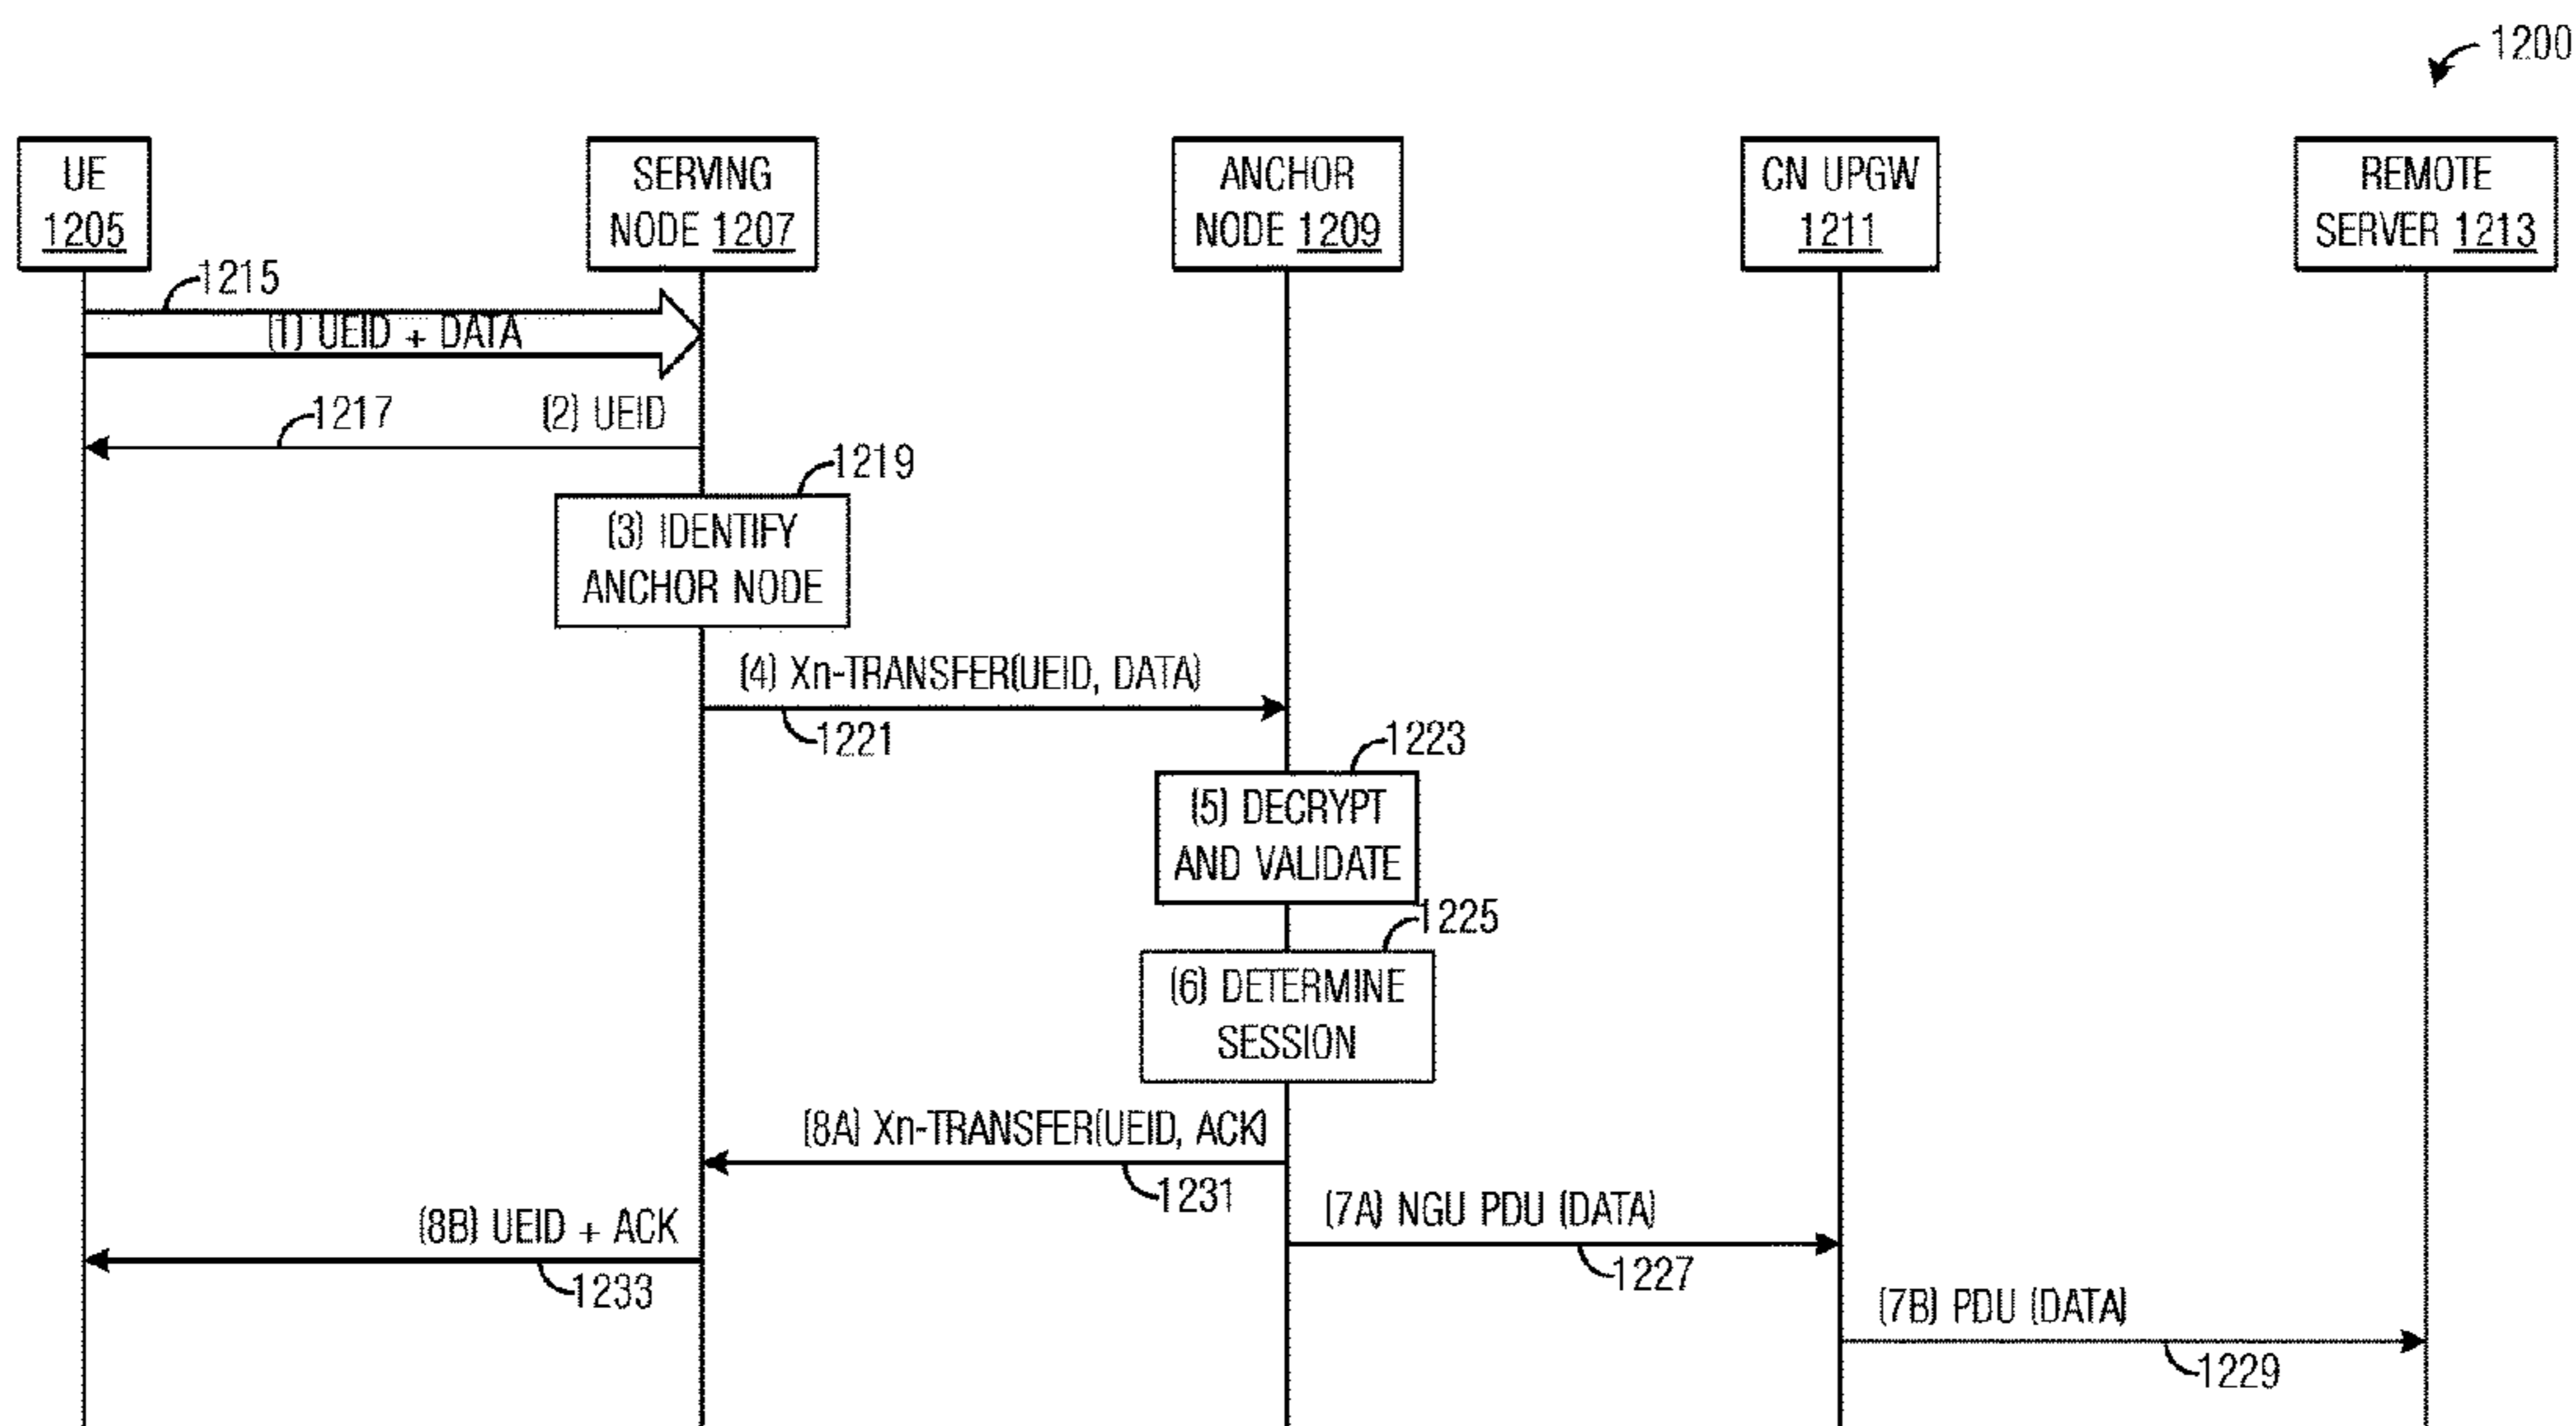 1200
UE
1205
SERVING
NODE 1207
ANCHOR
NODE 1209
CN UPGW
1211
REMOTE
SERVER 1213
1215
(1) UEID + DATA
1217
(2) UEID
1219
(3) IDENTIFY
ANCHOR NODE
(4) Xn-TRANSFER(UEID, DATA)
1221
1223
(5) DECRYPT
AND VALIDATE
1225
(6) DETERMINE
SESSION
(8A) Xn-TRANSFER(UEID, ACK)
1231
(7A) NGU PDU (DATA)
1227
(8B) UEID + ACK
1233
(7B) PDU (DATA)
1229